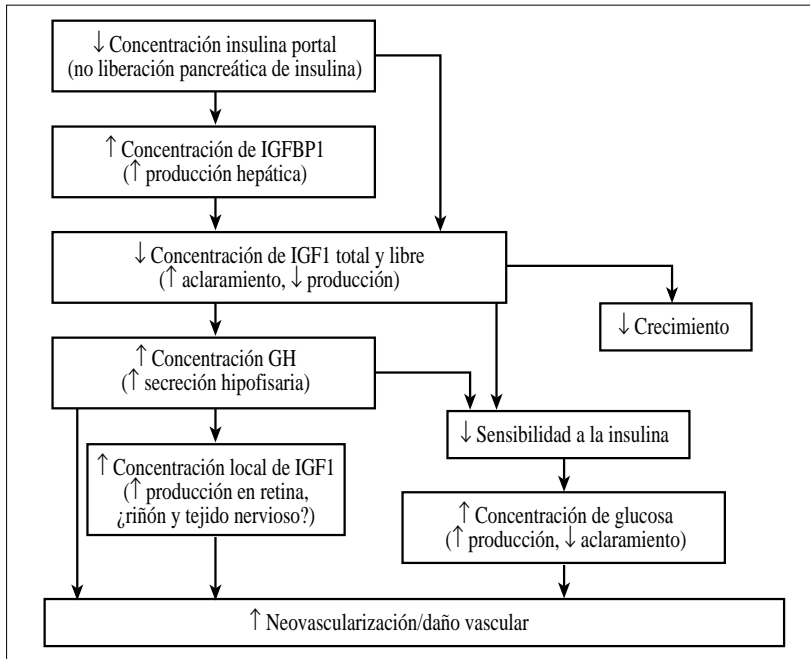 ↓ Concentración insulina portal
(no liberación pancreática de insulina)
↑ Concentración de IGFBP1
(↑ producción hepática)
↓ Concentración de IGF1 total y libre
(↑ aclaramiento, ↓ producción)
↓ Crecimiento
↑ Concentración GH
(↑ secreción hipofisaria)
↓ Sensibilidad a la insulina
↑ Concentración local de IGF1
(↑ producción en retina,
¿riñón y tejido nervioso?)
↑ Concentración de glucosa
(↑ producción, ↓ aclaramiento)
↑ Neovascularización/daño vascular